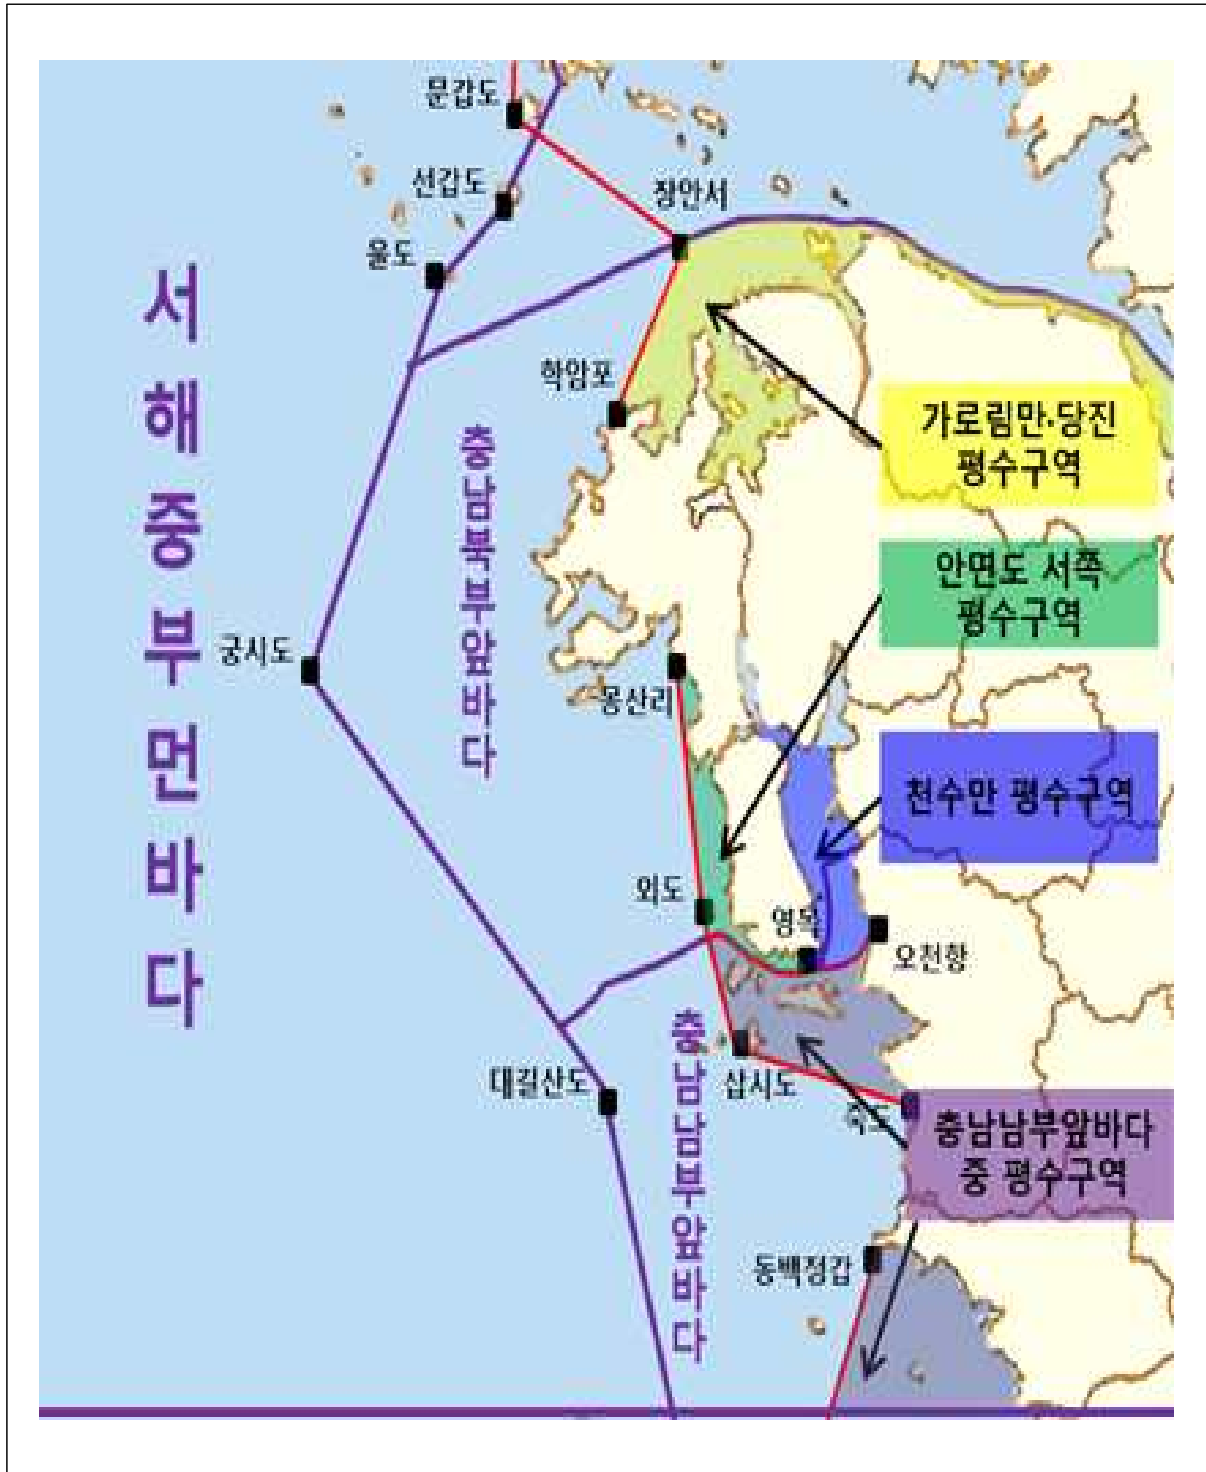 문갑도
선갑도
장안서
울도
서해중부먼바다
학암포
가로림만·당진
평수구역
충남북부앞바다
안면도 서쪽
평수구역
궁시도
몽산리
천수만 평수구역
외도
영목
오천항
충남남부앞바다
대길산도
삽시도
죽도
충남남부앞바다
중 평수구역
동백정갑